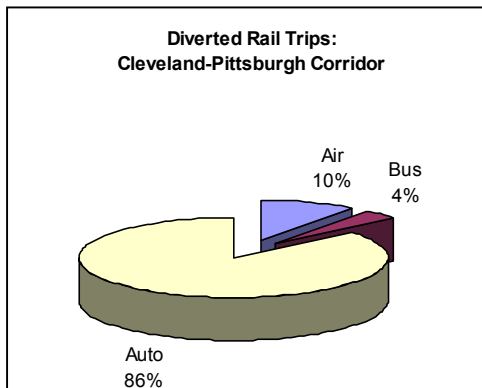 Diverted Rail Trips:
Cleveland-Pittsburgh Corridor
Air
10%
Bus
4%
Auto
86%